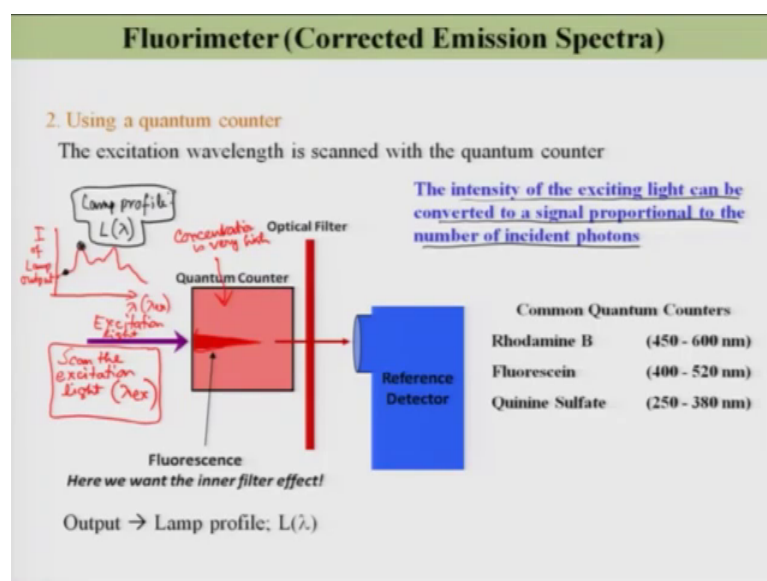 Fluorimeter (Corrected Emission Spectra)
2. Using a quantum counter
The excitation wavelength is scanned with the quantum counter
The intensity of the exciting light can be
converted to a signal proportional to the
number of incident photons
Lamp profile
L(λ)
I
of
Lamp
output
λ (λex)
Concentration
is very high
Optical Filter
Quantum Counter
Excitation
light
Scan the
excitation
light (λex)
Reference
Detector
Common Quantum Counters
Rhodamine B (450 - 600 nm)
Fluorescein (400 - 520 nm)
Quinine Sulfate (250 - 380 nm)
Fluorescence
Here we want the inner filter effect!
Output → Lamp profile; L(λ)